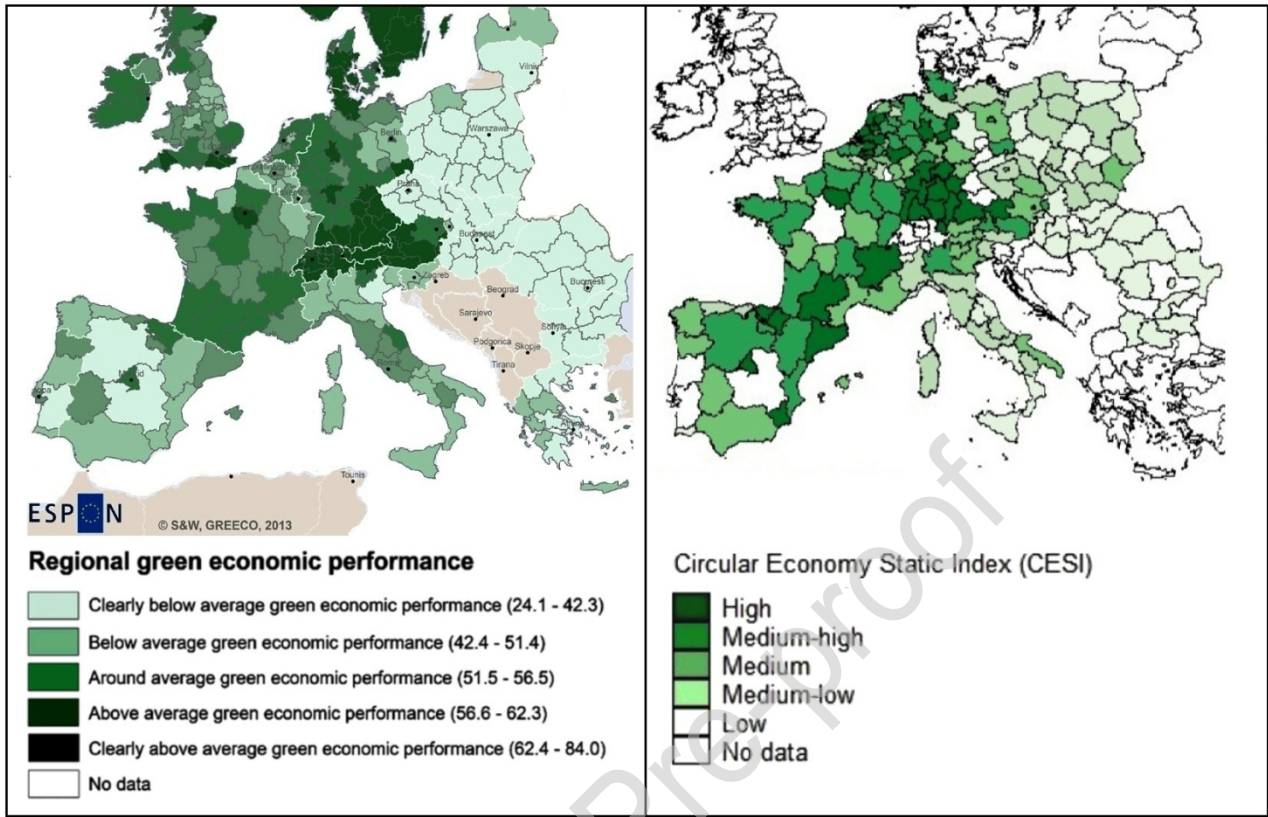 Vilniu
Warszawa
Berlin
Praha
Budapest
Zagreb
Beograd
Bucuresti
Sarajevo
Sofiya
Podgorica
Skopje
Tirana
Roma
Tounis
ESPON
© S&W, GREECO, 2013
Regional green economic performance
Clearly below average green economic performance (24.1 - 42.3)
Below average green economic performance (42.4 - 51.4)
Around average green economic performance (51.5 - 56.5)
Above average green economic performance (56.6 - 62.3)
Clearly above average green economic performance (62.4 - 84.0)
No data
Circular Economy Static Index (CESI)
High
Medium-high
Medium
Medium-low
Low
No data
Pre-proof